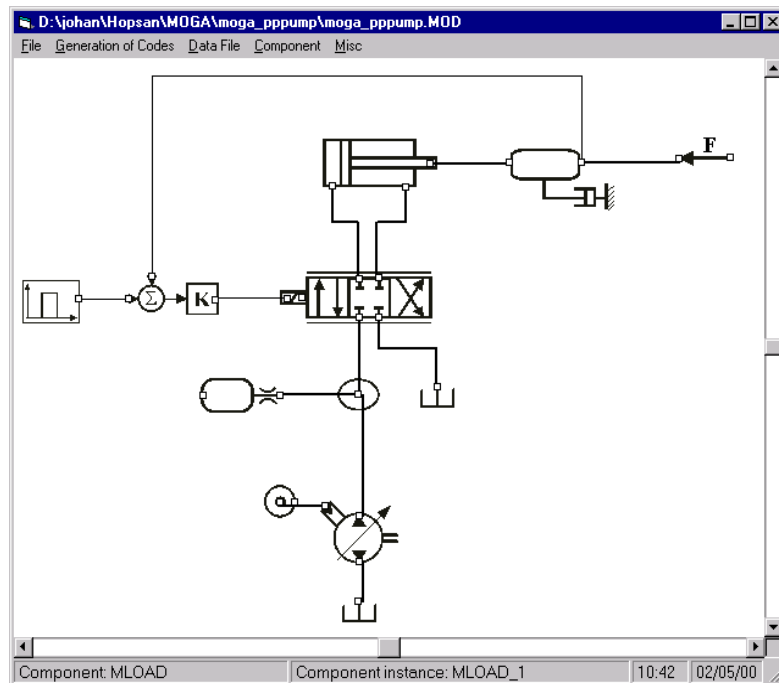 D:\johan\Hopsan\MOGA\moga_pppump\moga_pppump.MOD
File Generation of Codes Data File Component Misc
F
Σ
K
Component: MLOAD Component instance: MLOAD_1 10:42 02/05/00